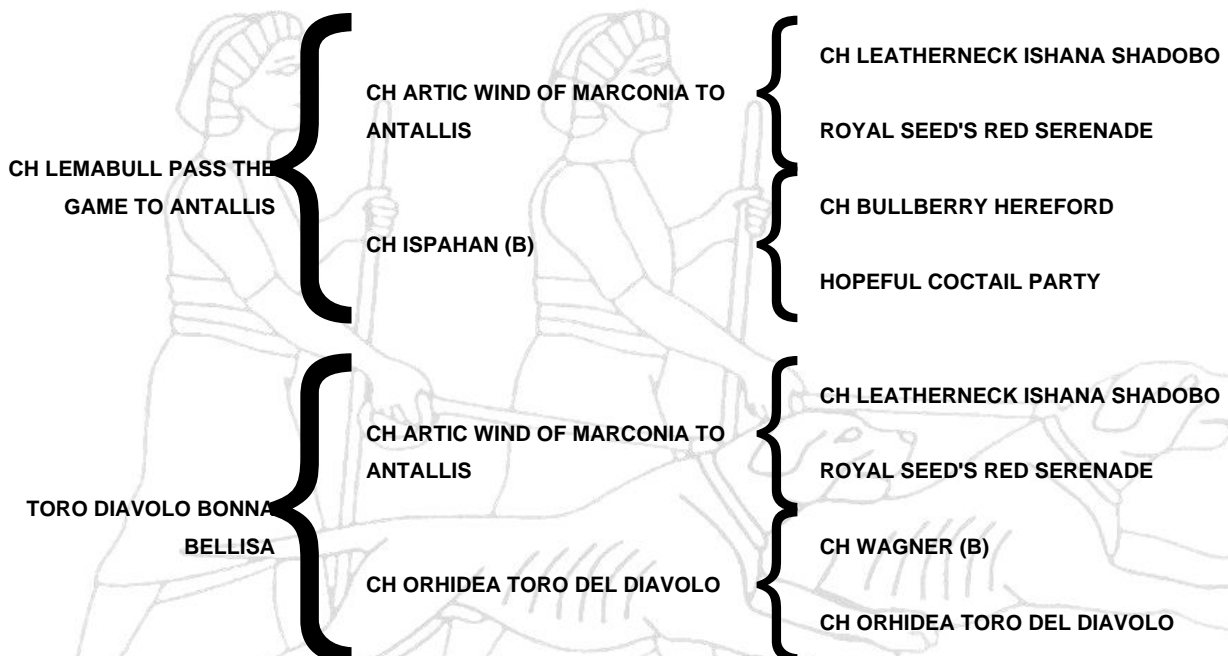 CH LEMABULL PASS THE
GAME TO ANTALLIS
CH ARTIC WIND OF MARCONIA TO
ANTALLIS
CH LEATHERNECK ISHANA SHADOBO
ROYAL SEED'S RED SERENADE
CH ISPAHAN (B)
CH BULLBERRY HEREFORD
HOPEFUL COCTAIL PARTY
TORO DIAVOLO BONNA
BELLISA
CH ARTIC WIND OF MARCONIA TO
ANTALLIS
CH LEATHERNECK ISHANA SHADOBO
ROYAL SEED'S RED SERENADE
CH ORHIDEA TORO DEL DIAVOLO
CH WAGNER (B)
CH ORHIDEA TORO DEL DIAVOLO